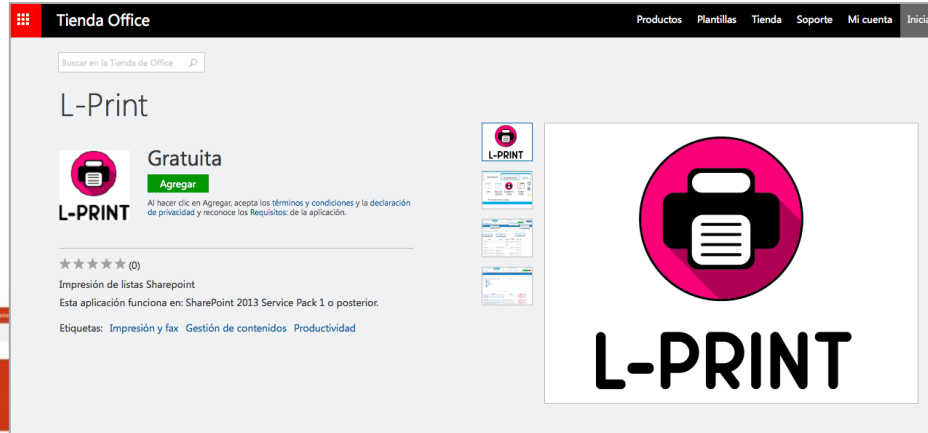 Tienda Office
Productos Plantillas Tienda Soporte Mi cuenta Inicia
Buscar en la Tienda de Office
L-Print
L-PRINT
Gratuita
Agregar
Al hacer clic en Agregar, acepta los términos y condiciones y la declaración
de privacidad y reconoce los Requisitos: de la aplicación.
(0)
Impresión de listas Sharepoint
Esta aplicación funciona en: SharePoint 2013 Service Pack 1 o posterior.
Etiquetas: Impresión y fax Gestión de contenidos Productividad
L-PRINT
L-PRINT